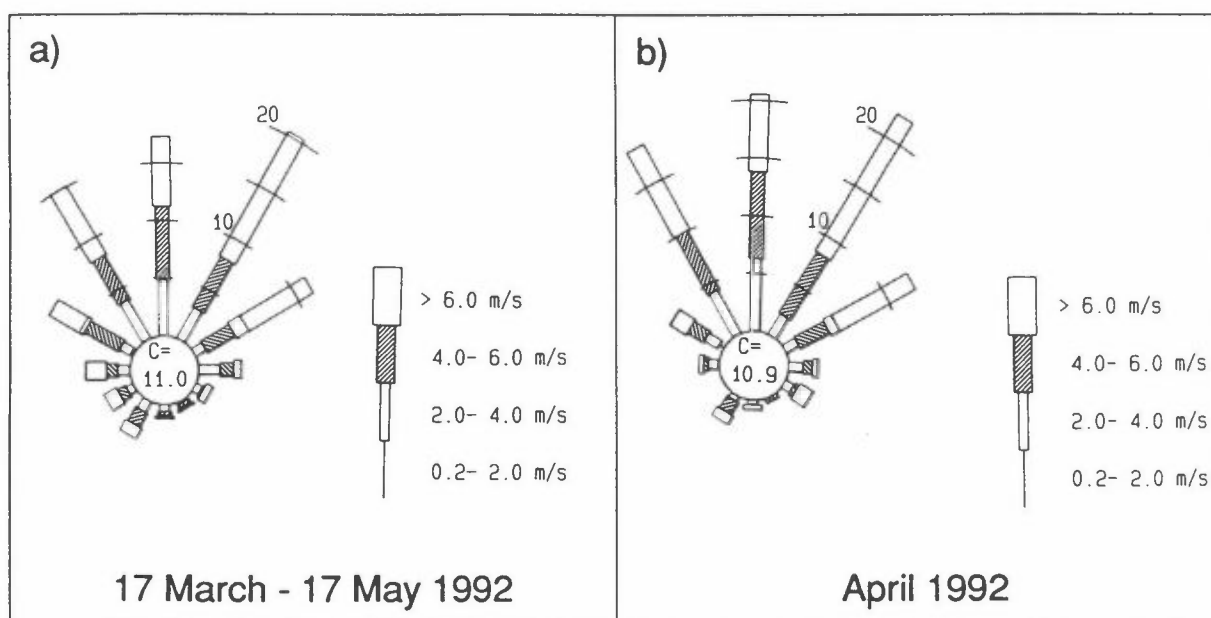 a)
20
10
C=
11.0
> 6.0 m/s
4.0- 6.0 m/s
2.0- 4.0 m/s
0.2- 2.0 m/s
17 March - 17 May 1992
b)
20
10
C=
10.9
> 6.0 m/s
4.0- 6.0 m/s
2.0- 4.0 m/s
0.2- 2.0 m/s
April 1992